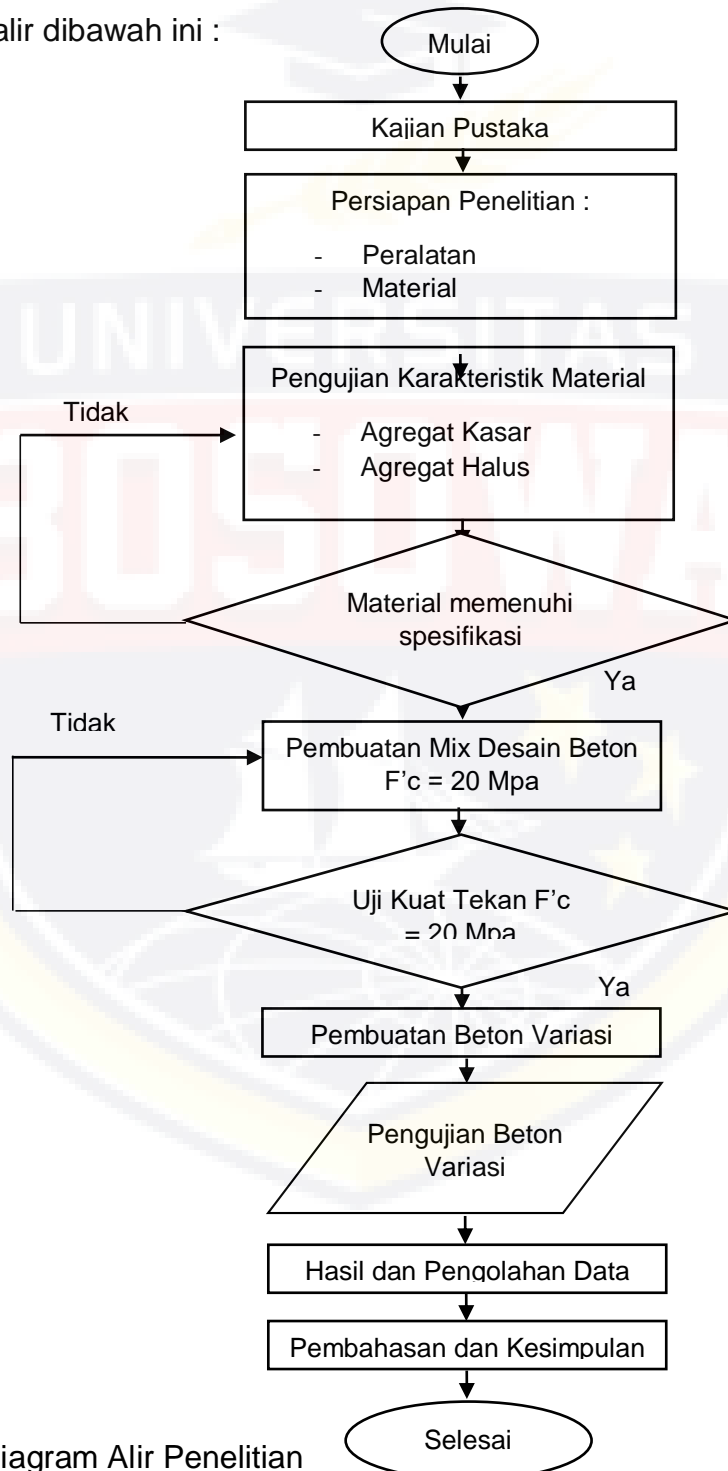 alir dibawah ini :
Mulai
Kajian Pustaka
Persiapan Penelitian :
- Peralatan
- Material
UNIVERSITAS
BOSOWA
Pengujian Karakteristik Material
Tidak
- Agregat Kasar
- Agregat Halus
Material memenuhi
spesifikasi
Ya
Tidak
Pembuatan Mix Desain Beton
F’c = 20 Mpa
Uji Kuat Tekan F’c
= 20 Mpa
Ya
Pembuatan Beton Variasi
Pengujian Beton
Variasi
Hasil dan Pengolahan Data
Pembahasan dan Kesimpulan
Selesai
iagram Alir Penelitian